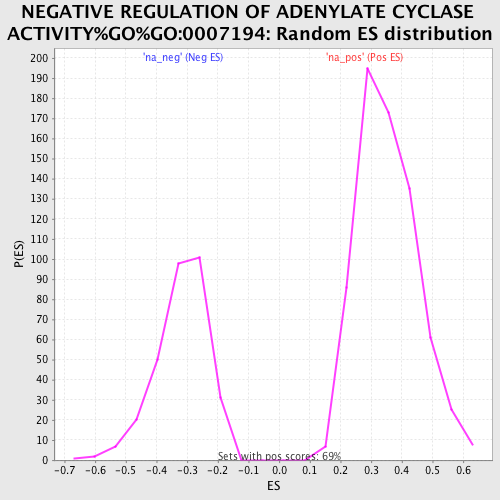 NEGATIVE REGULATION OF ADENYLATE CYCLASE
ACTIVITY%GO%GO:0007194: Random ES distribution
'na_neg' (Neg ES)
'na_pos' (Pos ES)
200
190
180
170
160
150
140
130
120
110
100
90
80
70
60
50
40
30
20
10
0
P(ES)
Sets with pos scores: 69%
-0.7 -0.6 -0.5 -0.4 -0.3 -0.2 -0.1 0.0 0.1 0.2 0.3 0.4 0.5 0.6
ES